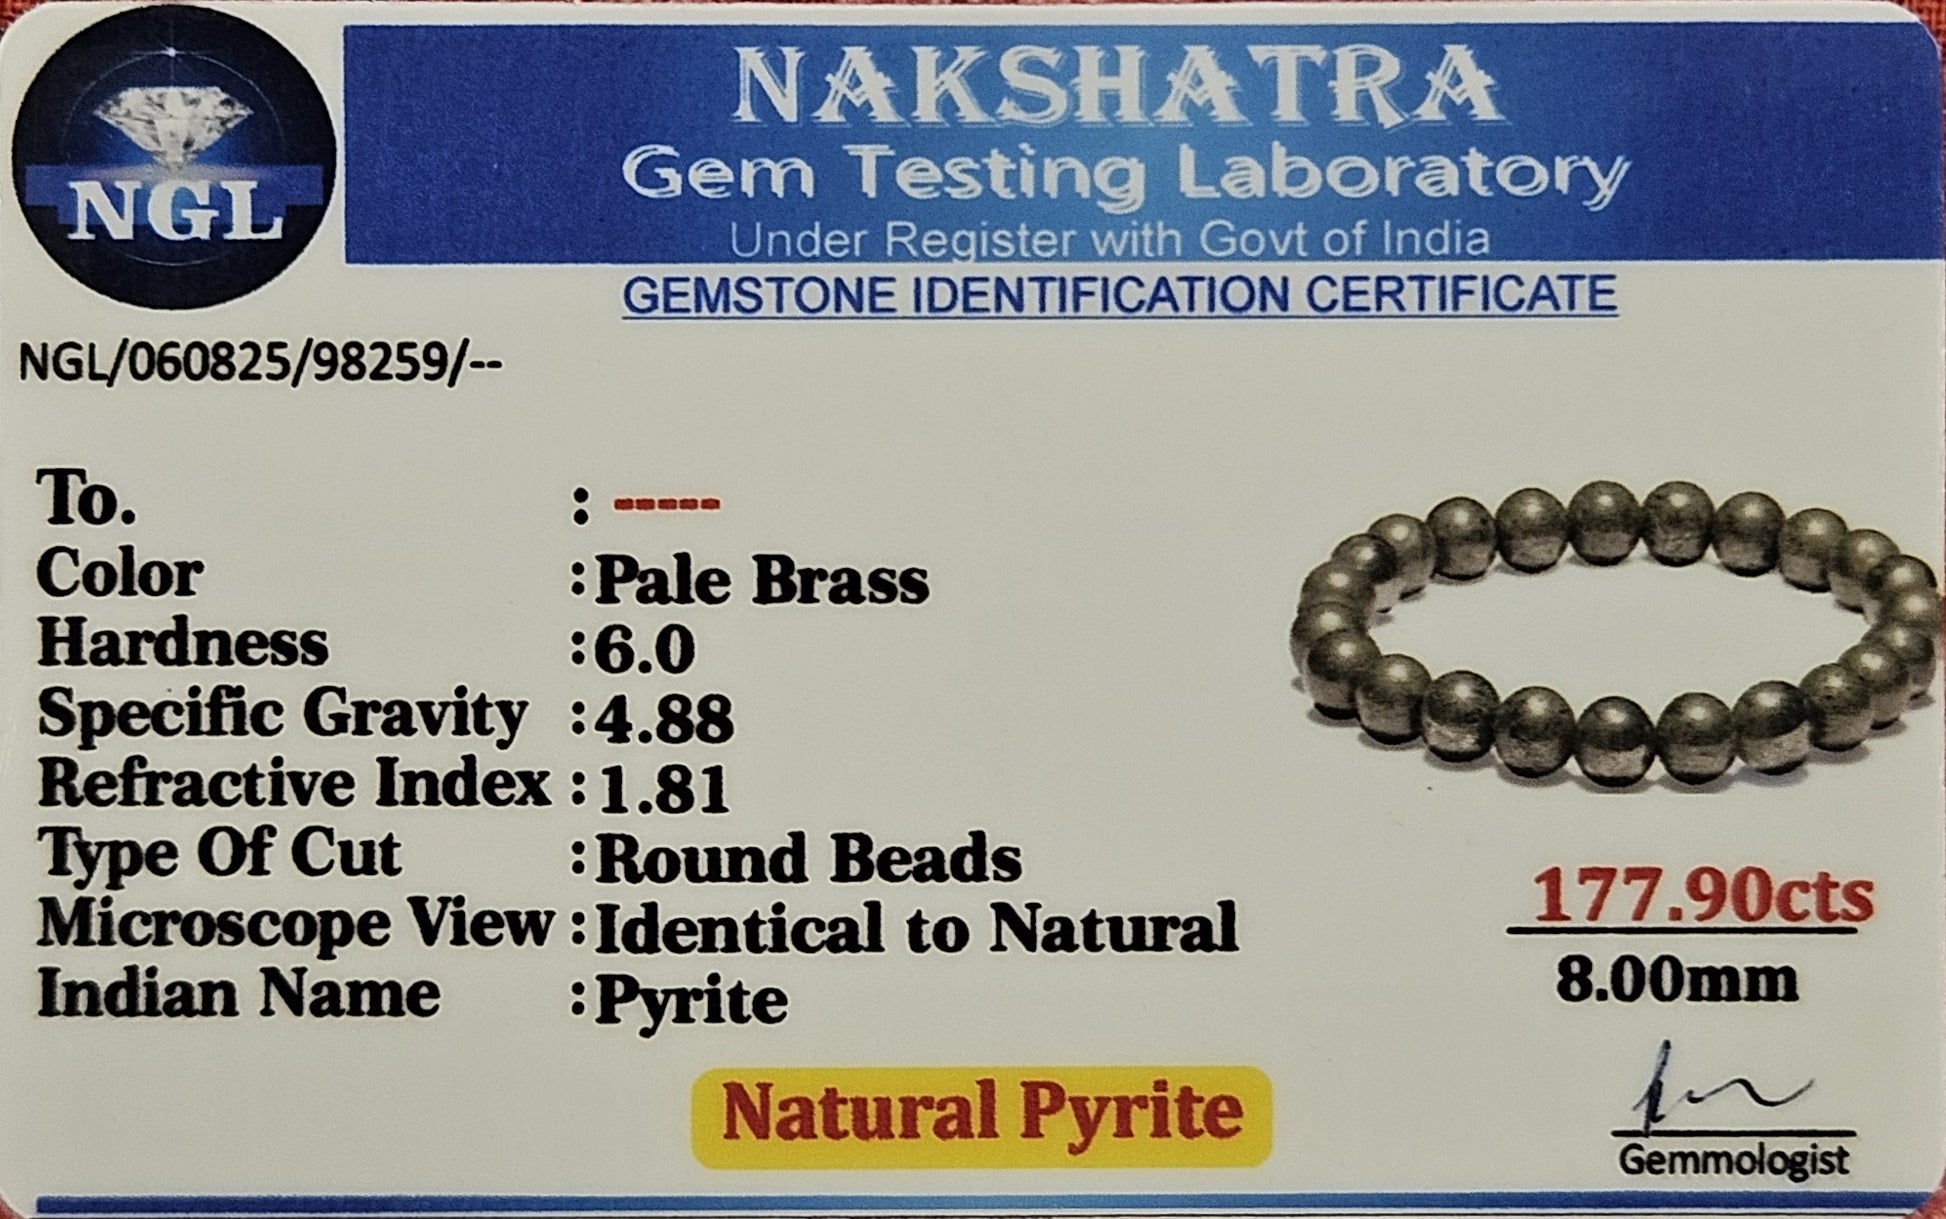 NGL
NAKSHATRA
Gem Testing Laboratory
Under Register with Govt of India
GEMSTONE IDENTIFICATION CERTIFICATE
NGL/060825/98259/--
To. : -----
Color : Pale Brass
Hardness : 6.0
Specific Gravity : 4.88
Refractive Index : 1.81
Type Of Cut : Round Beads
Microscope View : Identical to Natural
Indian Name : Pyrite
177.90cts
8.00mm
Natural Pyrite
Gemmologist